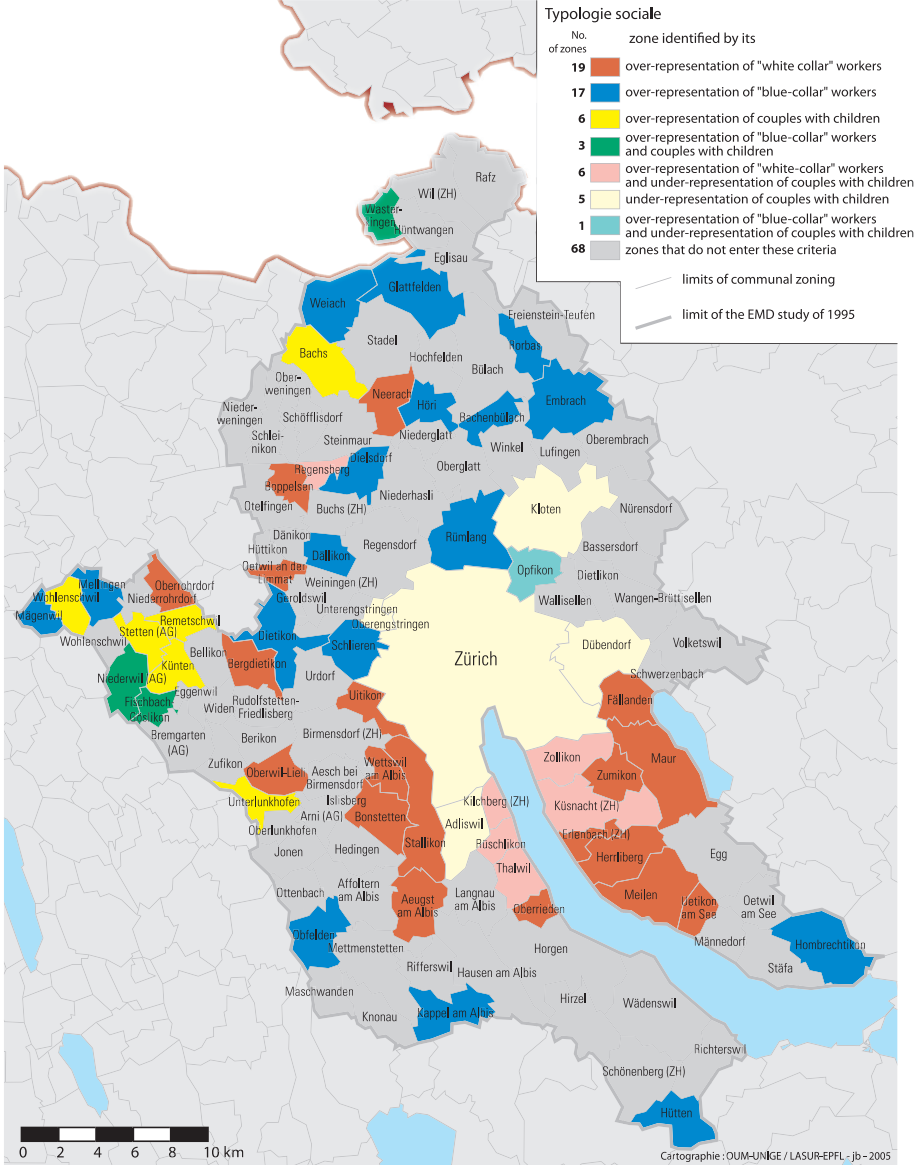 Typologie sociale
No.
of zones
zone identified by its
19 over-representation of "white collar" workers
17 over-representation of "blue-collar" workers
6 over-representation of couples with children
3 over-representation of "blue-collar" workers
and couples with children
6 over-representation of "white-collar" workers
and under-representation of couples with children
5 under-representation of couples with children
1 over-representation of "blue-collar" workers
and under-representation of couples with children
68 zones that do not enter these criteria
limits of communal zoning
limit of the EMD study of 1995
Rafz
Wil (ZH)
Waster-
kingen
Hüntwangen
Eglisau
Glattfelden
Weiach
Freienstein-Teufen
Stadel
Rorbas
Bachs
Hochfelden
Bülach
Ober-
weningen
Neerach
Höri
Embrach
Nieder-
weningen
Schöfflisdorf
Bachenbülach
Schlei-
nikon
Steinmaur
Niederglatt
Oberembrach
Winkel
Lufingen
Dielsdorf
Regensberg
Oberglatt
Boppelsen
Niederhasli
Otelfingen
Buchs (ZH)
Kloten
Nürensdorf
Dänikon
Regensdorf
Rümlang
Bassersdorf
Hüttikon
Dällikon
Oetwil an der
Limmat
Weiningen (ZH)
Opfikon
Dietlikon
Oberrohrdorf
Mellingen
Wohlenschwil
Niederrohrdorf
Geroldswil
Unterengstringen
Wallisellen
Wangen-Brüttisellen
Mägenwil
Remetschwil
Oberengstringen
Stetten (AG)
Wohlenschwil
Dietikon
Schlieren
Dübendorf
Volketswil
Bellikon
Zürich
Künten
Bergdietikon
Urdorf
Schwerzenbach
Niederwil (AG)
Eggenwil
Uitikon
Fällanden
Fischbach
Göslikon
Widen
Rudolfstetten-
Friedlisberg
Bremgarten
(AG)
Berikon
Birmensdorf (ZH)
Zollikon
Maur
Zufikon
Oberwil-Lieli
Aesch bei
Birmensdorf
Wettswil
am Albis
Zumikon
Unterlunkhofen
Islisberg
Kilchberg (ZH)
Küsnacht (ZH)
Arni (AG)
Bonstetten
Adliswil
Oberlunkhofen
Erlenbach (ZH)
Jonen
Hedingen
Stallikon
Rüschlikon
Herrliberg
Egg
Thalwil
Affoltern
am Albis
Ottenbach
Aeugst
am Albis
Langnau
am Albis
Meilen
Uetikon
am See
Oetwil
am See
Oberrieden
Obfelden
Mettmenstetten
Männedorf
Hombrechtikon
Horgen
Stäfa
Rifferswil
Hausen am Albis
Maschwanden
Hirzel
Wädenswil
Knonau
Kappel am Albis
Richterswil
Schönenberg (ZH)
Hütten
0 2 4 6 8 10 km
Cartographie : OUM-UNIGE / LASUR-EPFL - jb - 2005